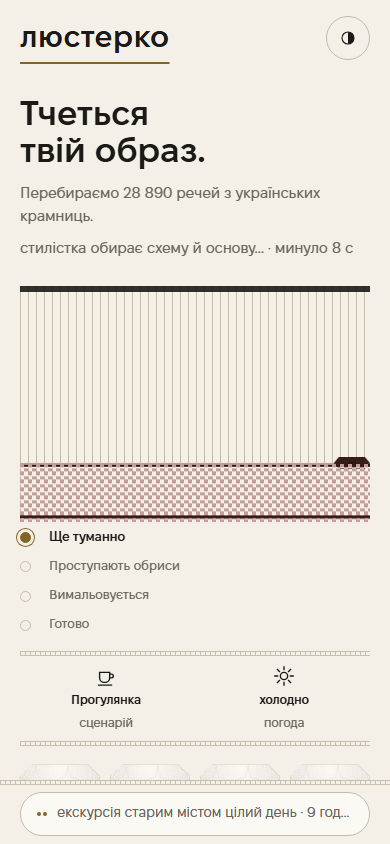 люстерко
Тчеться
твій образ.
Перебираємо 28 890 речей з українських
крамниць.
стилістка обирає схему й основу… · минуло 8 с
Ще туманно
Проступають обриси
Вимальовується
Готово
Прогулянка
холодно
сценарій
погода
екскурсія старим містом цілий день · 9 год…